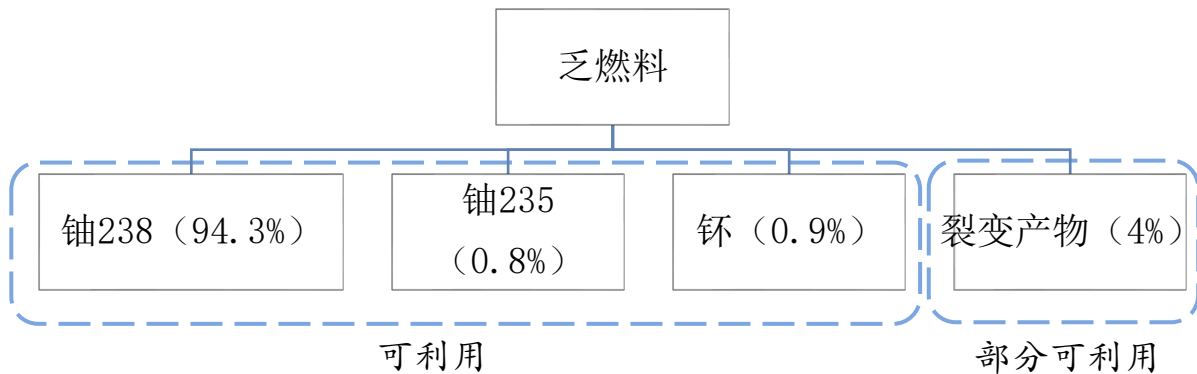 乏燃料
铀238（94.3%）
铀235
（0.8%）
钚（0.9%）
裂变产物（4%）
可利用
部分可利用